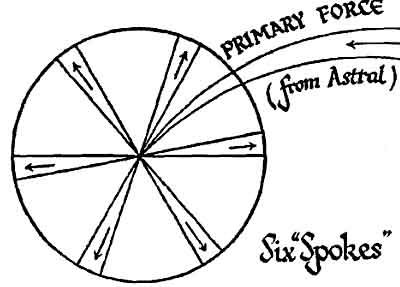 PRIMARY FORCE
(from Astral)
Six "Spokes"